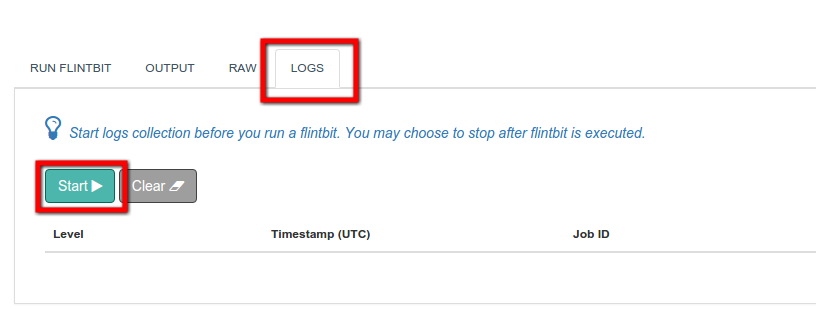 RUN FLINTBIT OUTPUT RAW LOGS
Start logs collection before you run a flintbit. You may choose to stop after flintbit is executed.
Start Clear
Level Timestamp (UTC) Job ID